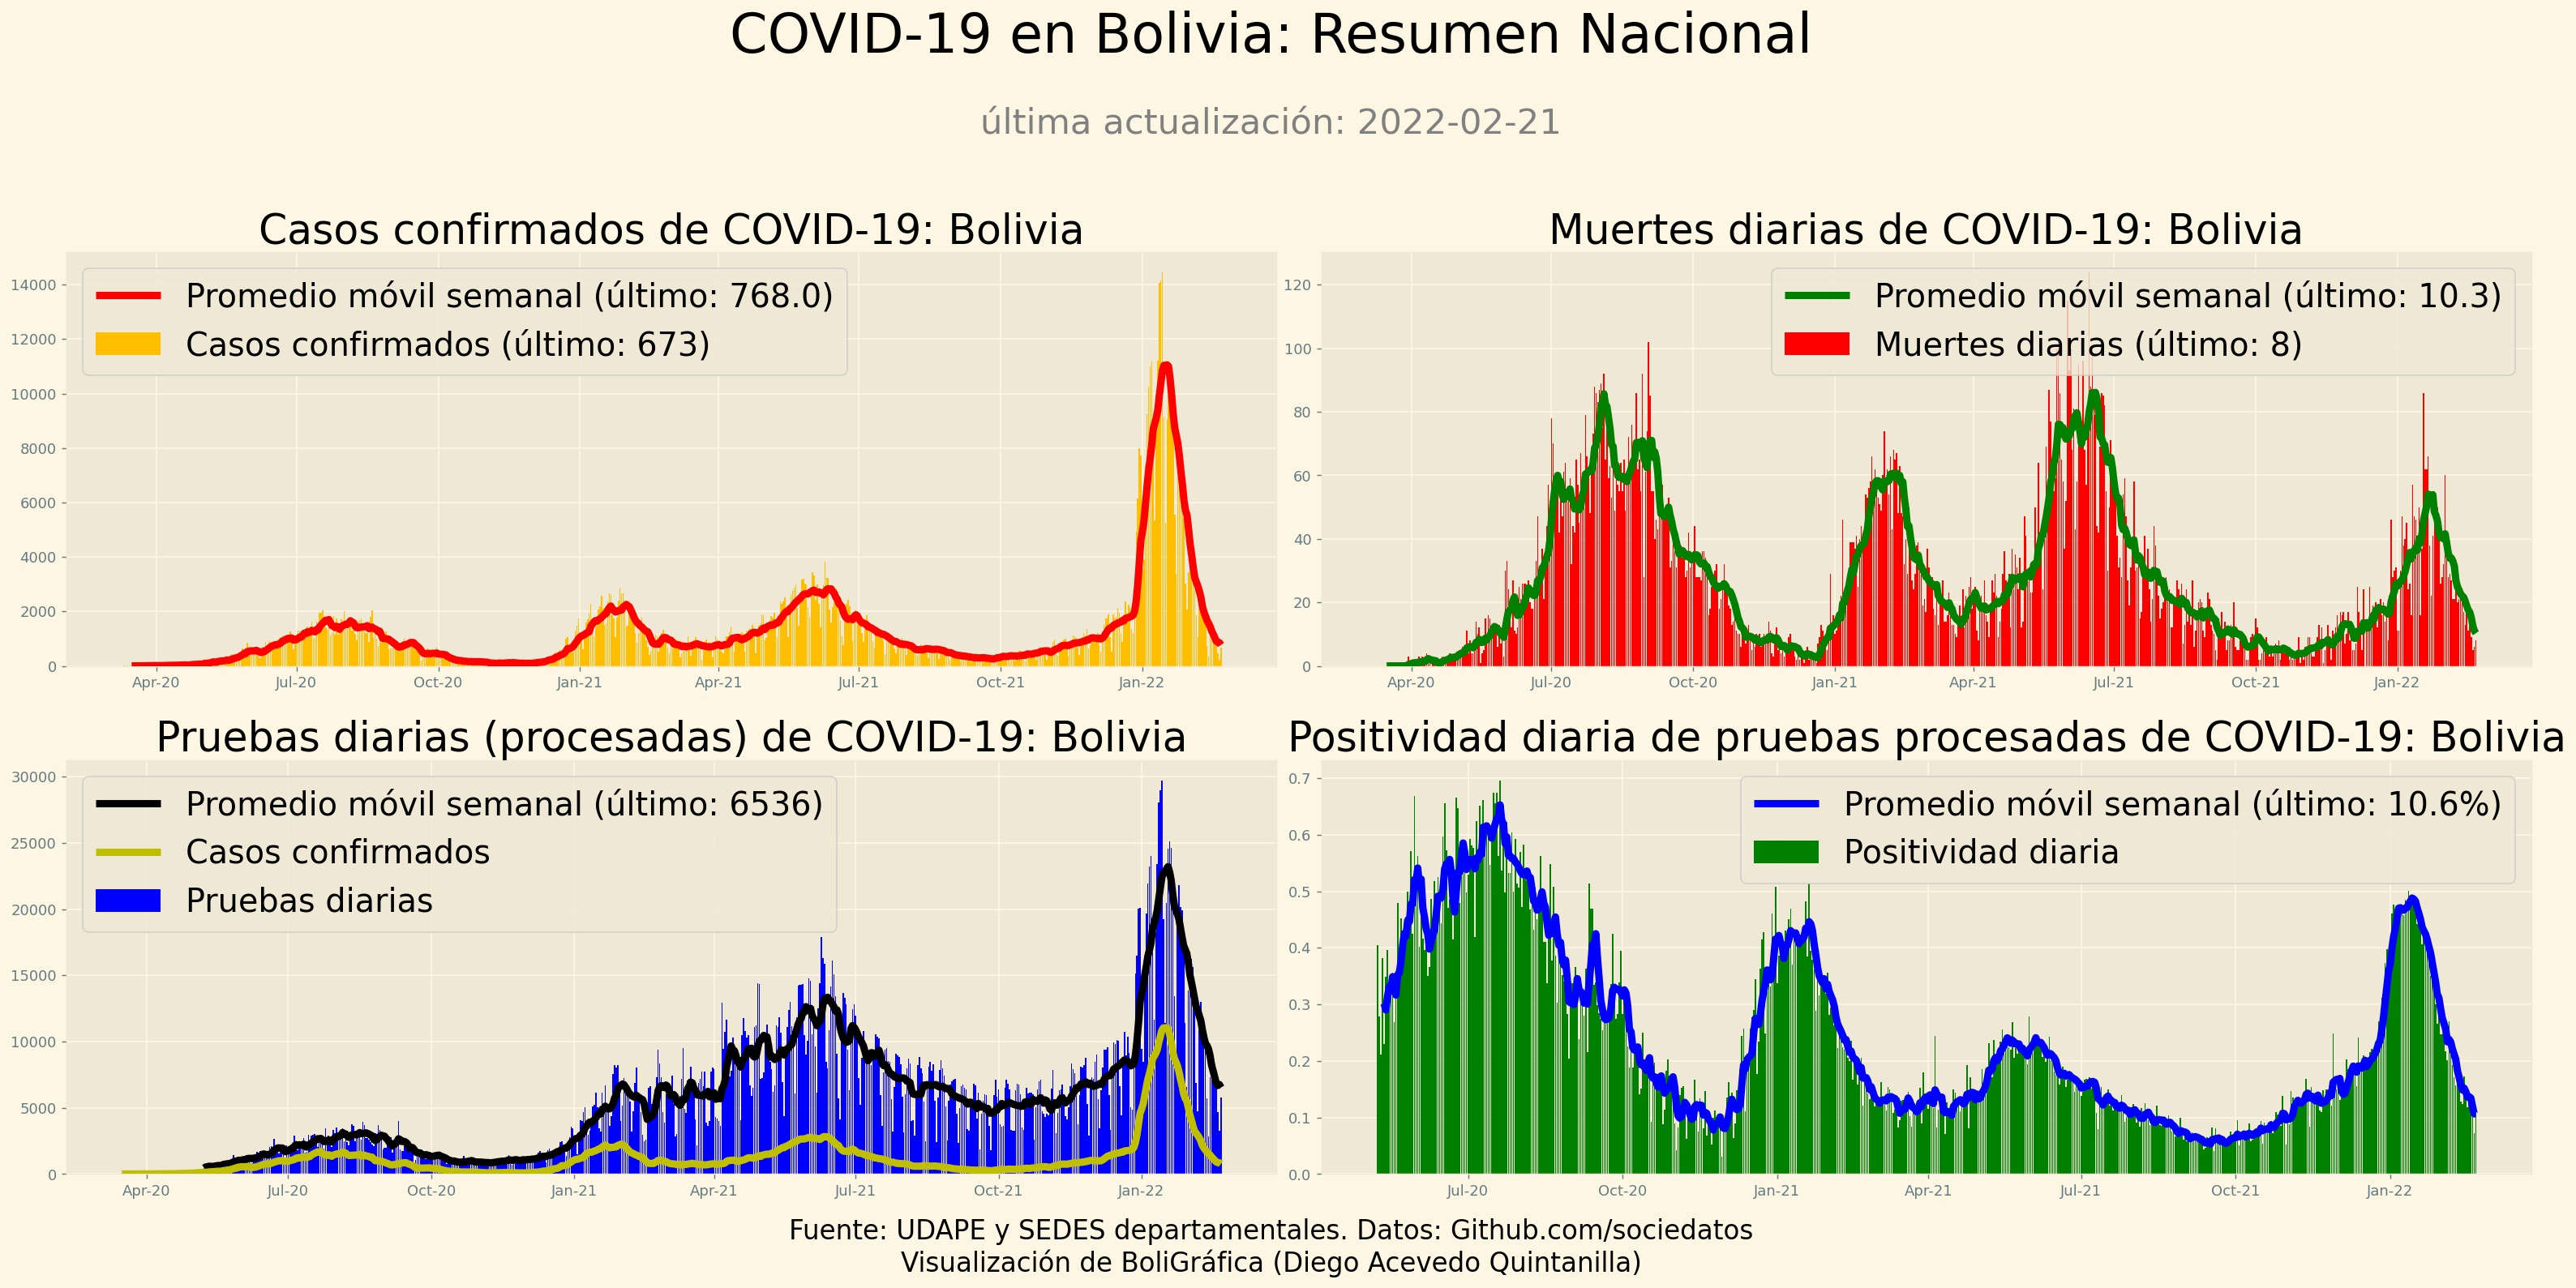 COVID-19 en Bolivia: Resumen Nacional
última actualización: 2022-02-21
Casos confirmados de COVID-19: Bolivia
Promedio móvil semanal (último: 768.0)
Casos confirmados (último: 673)
14000
12000
10000
8000
6000
4000
2000
0
Apr-20 Jul-20 Oct-20 Jan-21 Apr-21 Jul-21 Oct-21 Jan-22
Muertes diarias de COVID-19: Bolivia
Promedio móvil semanal (último: 10.3)
Muertes diarias (último: 8)
120
100
80
60
40
20
0
Apr-20 Jul-20 Oct-20 Jan-21 Apr-21 Jul-21 Oct-21 Jan-22
Pruebas diarias (procesadas) de COVID-19: Bolivia
Promedio móvil semanal (último: 6536)
Casos confirmados
Pruebas diarias
30000
25000
20000
15000
10000
5000
0
Apr-20 Jul-20 Oct-20 Jan-21 Apr-21 Jul-21 Oct-21 Jan-22
Positividad diaria de pruebas procesadas de COVID-19: Bolivia
Promedio móvil semanal (último: 10.6%)
Positividad diaria
0.7
0.6
0.5
0.4
0.3
0.2
0.1
0.0
Jul-20 Oct-20 Jan-21 Apr-21 Jul-21 Oct-21 Jan-22
Fuente: UDAPE y SEDES departamentales. Datos: Github.com/sociedatos
Visualización de BoliGráfica (Diego Acevedo Quintanilla)